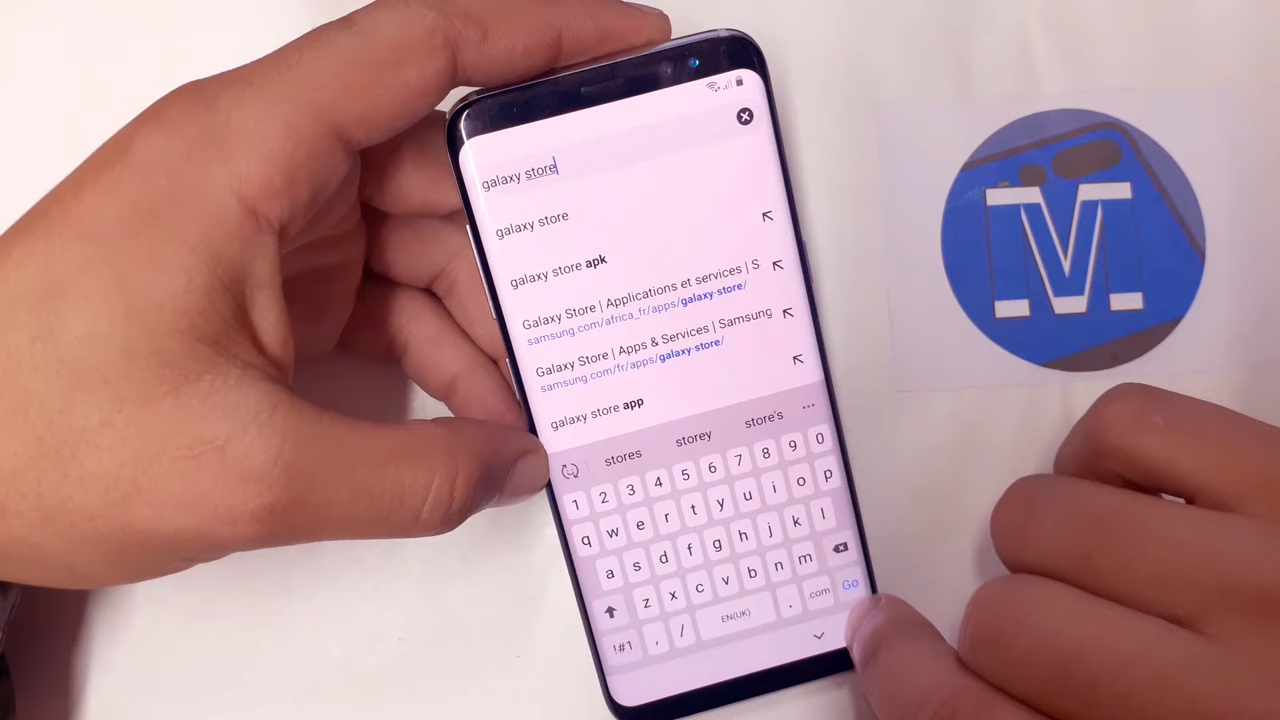 galaxy store
galaxy store
galaxy store apk
Galaxy Store | Applications et services | S
samsung.com/africa_fr/apps/galaxy-store/
Galaxy Store | Apps & Services | Samsung
samsung.com/fr/apps/galaxy-store/
galaxy store app
stores storey store's ...
1 2 3 4 5 6 7 8 9 0
q w e r t y u i o p
a s d f g h j k l
z x c v b n m
!#1 , / EN(UK) . .com Go
M